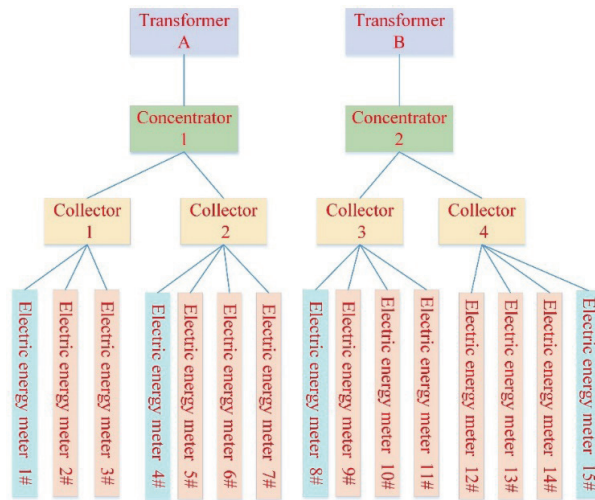 Transformer
A
Transformer
B
Concentrator
1
Concentrator
2
Collector
1
Collector
2
Collector
3
Collector
4
Electric energy meter 1#
Electric energy meter 2#
Electric energy meter 3#
Electric energy meter 4#
Electric energy meter 5#
Electric energy meter 6#
Electric energy meter 7#
Electric energy meter 8#
Electric energy meter 9#
Electric energy meter 10#
Electric energy meter 11#
Electric energy meter 12#
Electric energy meter 13#
Electric energy meter 14#
Electric energy meter 15#